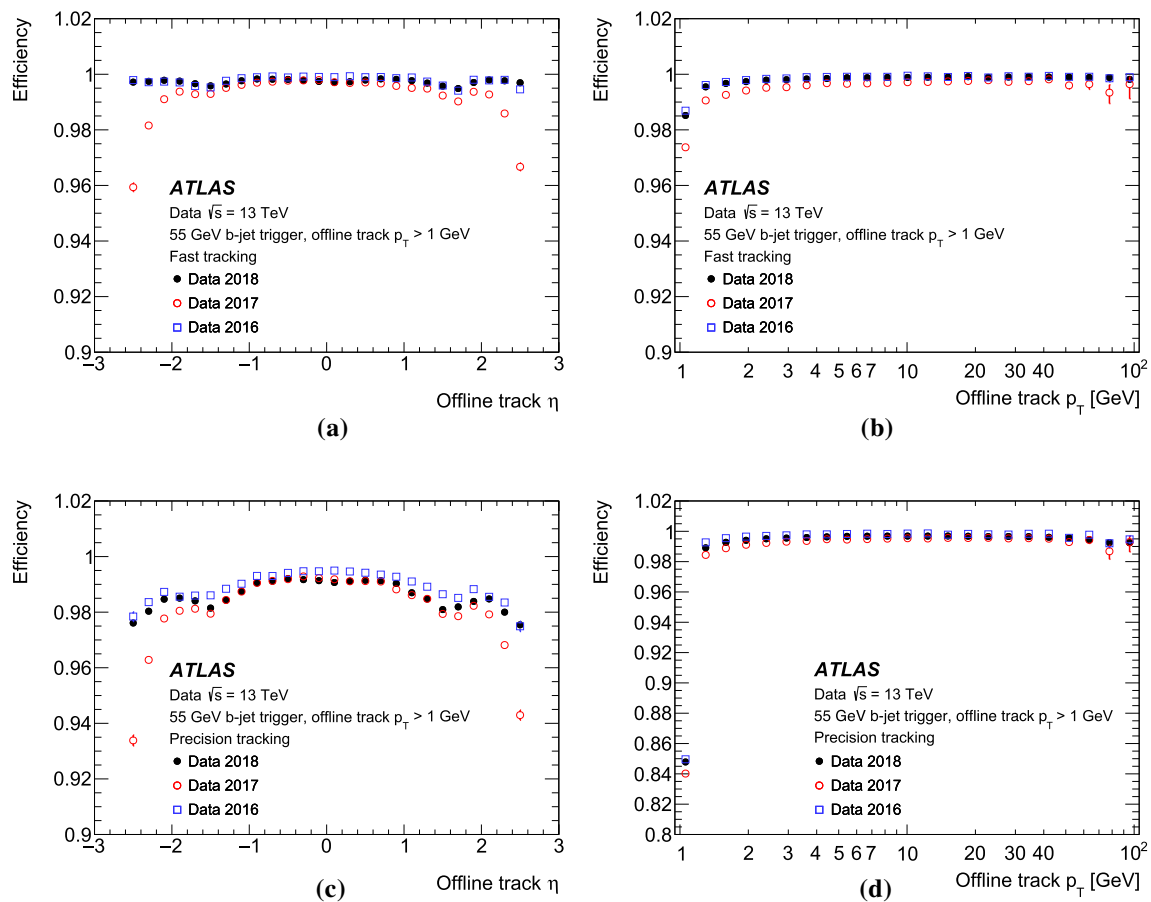 Efficiency
1.02
1
0.98
0.96
0.94
0.92
0.9
ATLAS
Data √s = 13 TeV
55 GeV b-jet trigger, offline track p_T > 1 GeV
Fast tracking
Data 2018
Data 2017
Data 2016
−3 −2 −1 0 1 2 3
Offline track η
(a)
Efficiency
1.02
1
0.98
0.96
0.94
0.92
0.9
ATLAS
Data √s = 13 TeV
55 GeV b-jet trigger, offline track p_T > 1 GeV
Fast tracking
Data 2018
Data 2017
Data 2016
1 2 3 4 5 6 7 10 20 30 40 10²
Offline track p_T [GeV]
(b)
Efficiency
1.02
1
0.98
0.96
0.94
0.92
0.9
ATLAS
Data √s = 13 TeV
55 GeV b-jet trigger, offline track p_T > 1 GeV
Precision tracking
Data 2018
Data 2017
Data 2016
−3 −2 −1 0 1 2 3
Offline track η
(c)
Efficiency
1.02
1
0.98
0.96
0.94
0.92
0.9
0.88
0.86
0.84
0.82
0.8
ATLAS
Data √s = 13 TeV
55 GeV b-jet trigger, offline track p_T > 1 GeV
Precision tracking
Data 2018
Data 2017
Data 2016
1 2 3 4 5 6 7 10 20 30 40 10²
Offline track p_T [GeV]
(d)